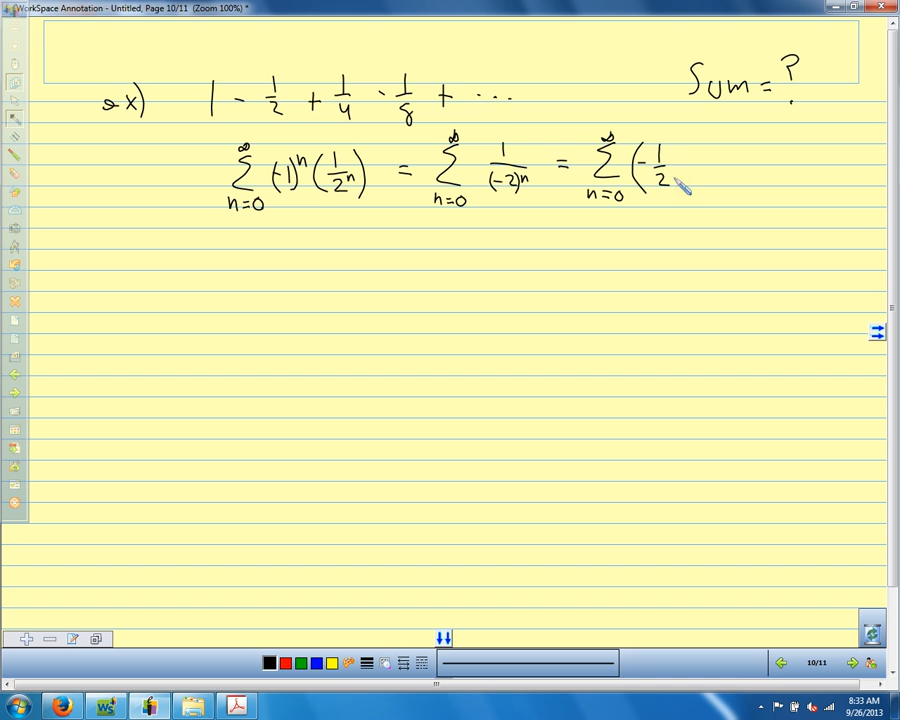 WorkSpace Annotation - Untitled, Page 10/11 (Zoom 100%) *
Sum = ?
ex) 1 - 1/2 + 1/4 - 1/8 + ...
∞ ∑ n=0 (-1)^n (1/2^n) = ∞ ∑ n=0 1/(-2)^n = ∞ ∑ n=0 (-1/2
10/11
8:33 AM
9/26/2013